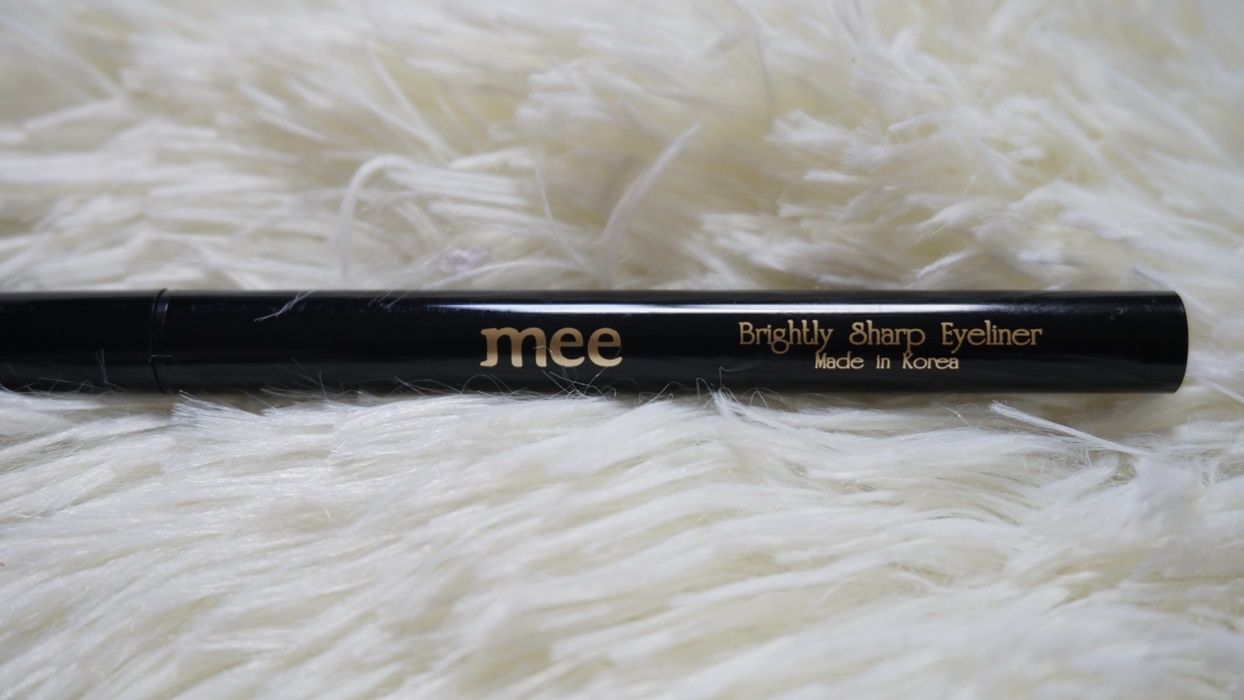 mee
Brightly Sharp Eyeliner
Made in Korea